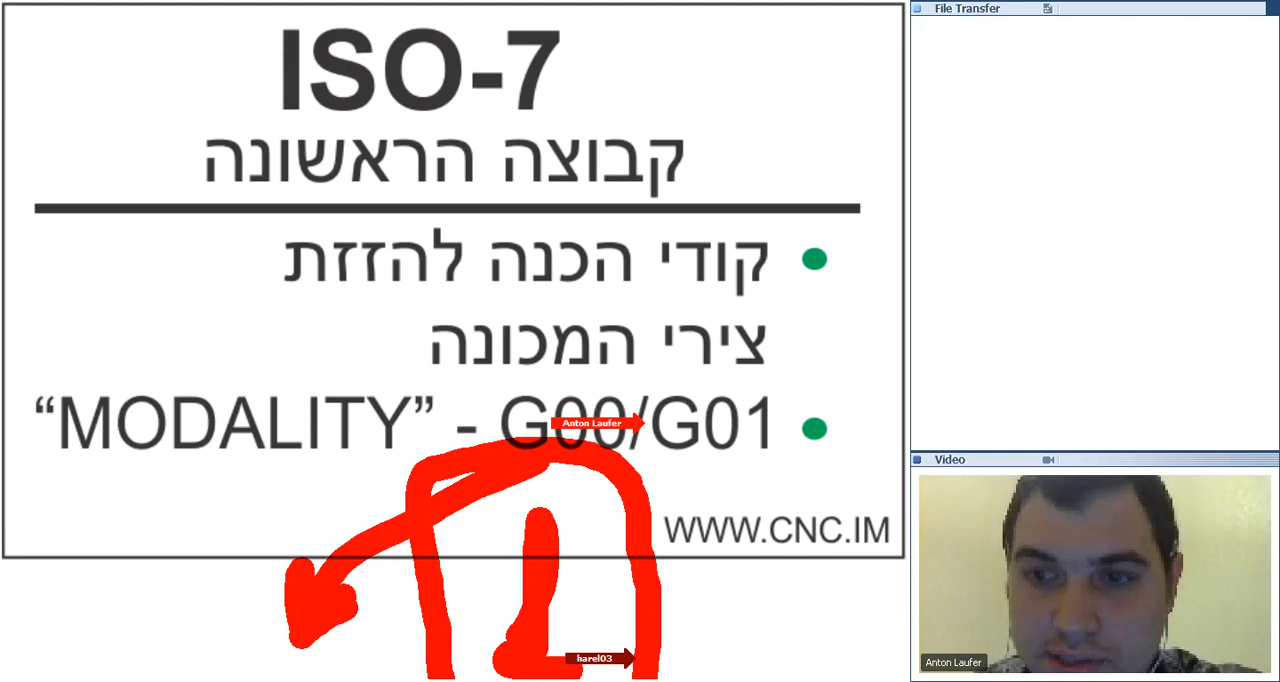 ISO-7
קבוצה הראשונה
קודי הכנה להזזת
צירי המכונה
“MODALITY” - G00/G01
Anton Laufer
WWW.CNC.IM
harel03
File Transfer
Video
Anton Laufer